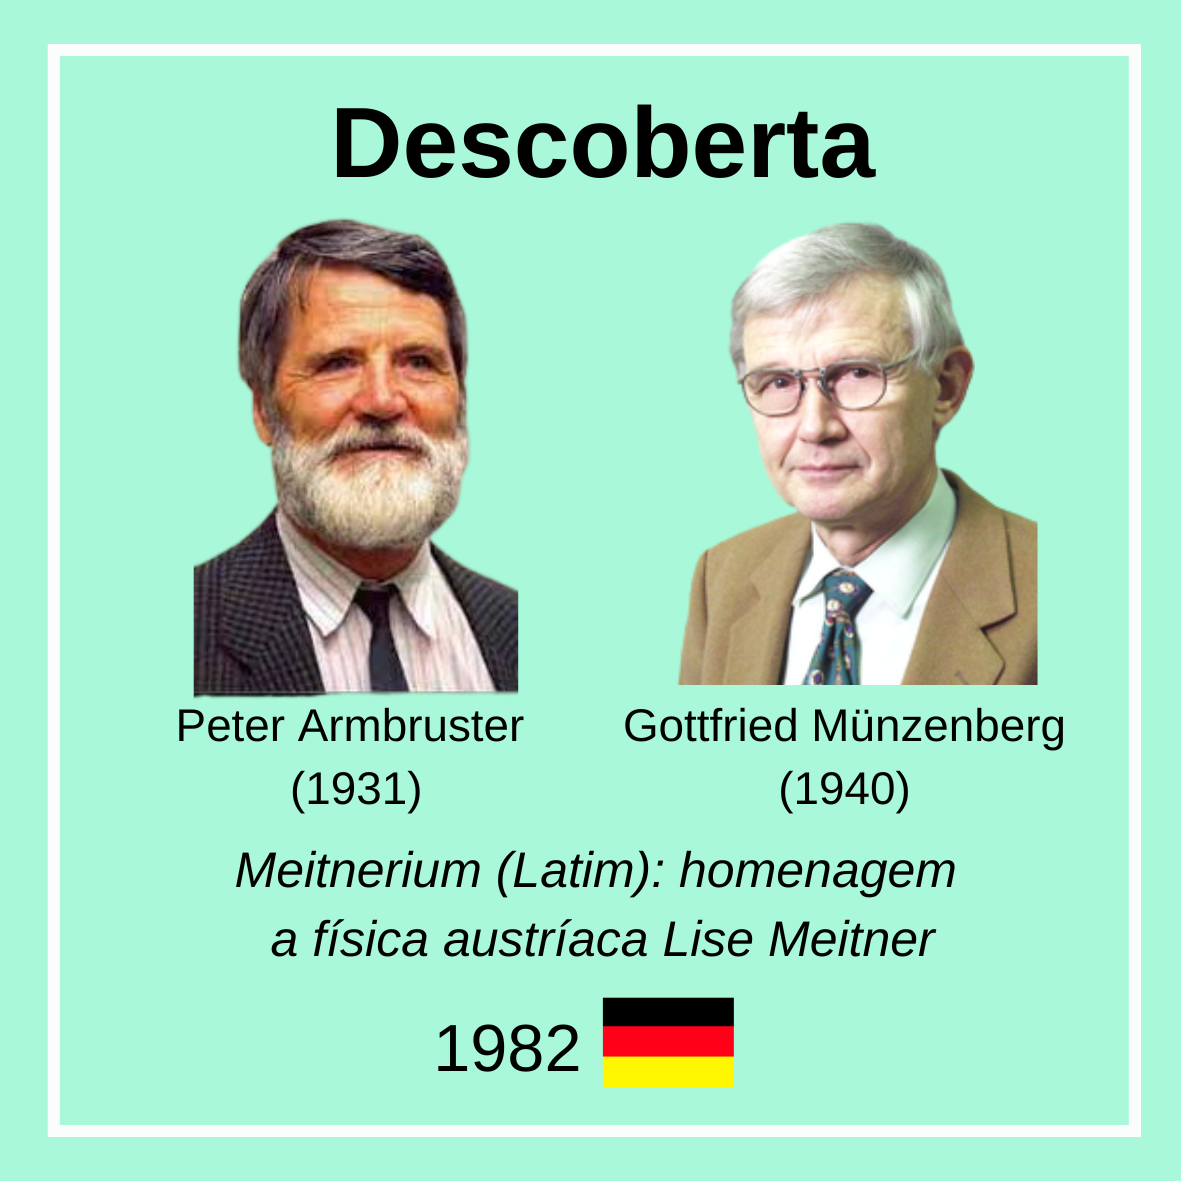 Descoberta
Peter Armbruster
Gottfried Münzenberg
(1931)
(1940)
Meitnerium (Latim): homenagem
a física austríaca Lise Meitner
1982